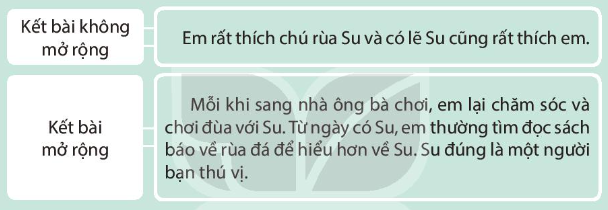 Kết bài không
mở rộng
Em rất thích chú rùa Su và có lẽ Su cũng rất thích em.
Kết bài
mở rộng
Mỗi khi sang nhà ông bà chơi, em lại chăm sóc và
chơi đùa với Su. Từ ngày có Su, em thường tìm đọc sách
báo về rùa đá để hiểu hơn về Su. Su đúng là một người
bạn thú vị.